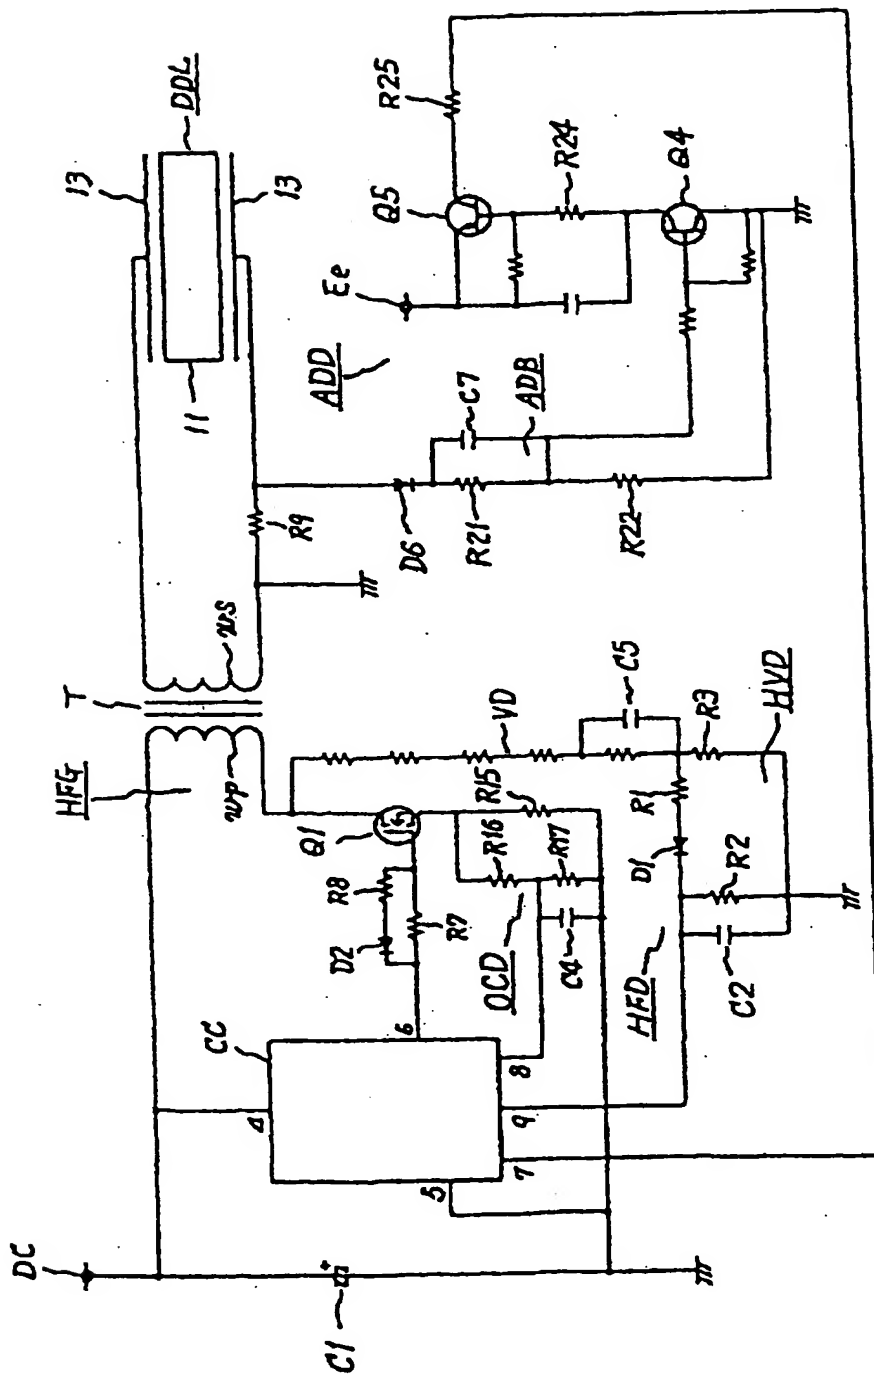 DC
C1
HFG
T
wp
ws
13
DDL
11
13
R9
CC
4
5
6
7
9
8
D2
R8
R7
Q1
OCD
R16
R17
R15
C4
VD
C5
R3
R1
D1
R2
HVD
HFD
C2
D6
C7
R21
ADB
R22
ADD
Ee
Q5
R25
R24
Q4